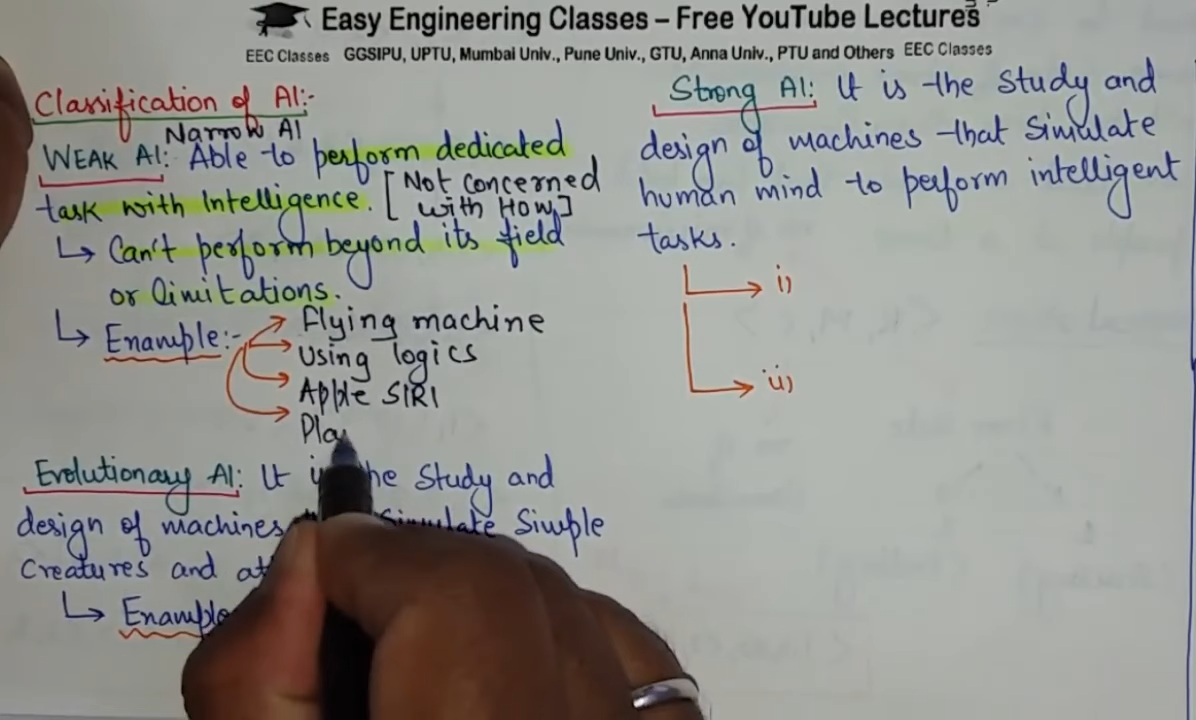 Easy Engineering Classes – Free YouTube Lectures
EEC Classes GGSIPU, UPTU, Mumbai Univ., Pune Univ., GTU, Anna Univ., PTU and Others EEC Classes
Classification of AI:-
Narrow AI
WEAK AI: Able to perform dedicated
task with Intelligence. [Not Concerned
with How]
↳ Can't perform beyond its field
or limitations.
↳ Example:-
Flying machine
Using logics
Apple SIRI
Pla
Evolutionary AI: It the Study and
design of machines Simulate Simple
Creatures and
↳ Example
Strong AI: It is the Study and
design of machines that Simulate
human mind to perform intelligent
tasks.
i)
ii)